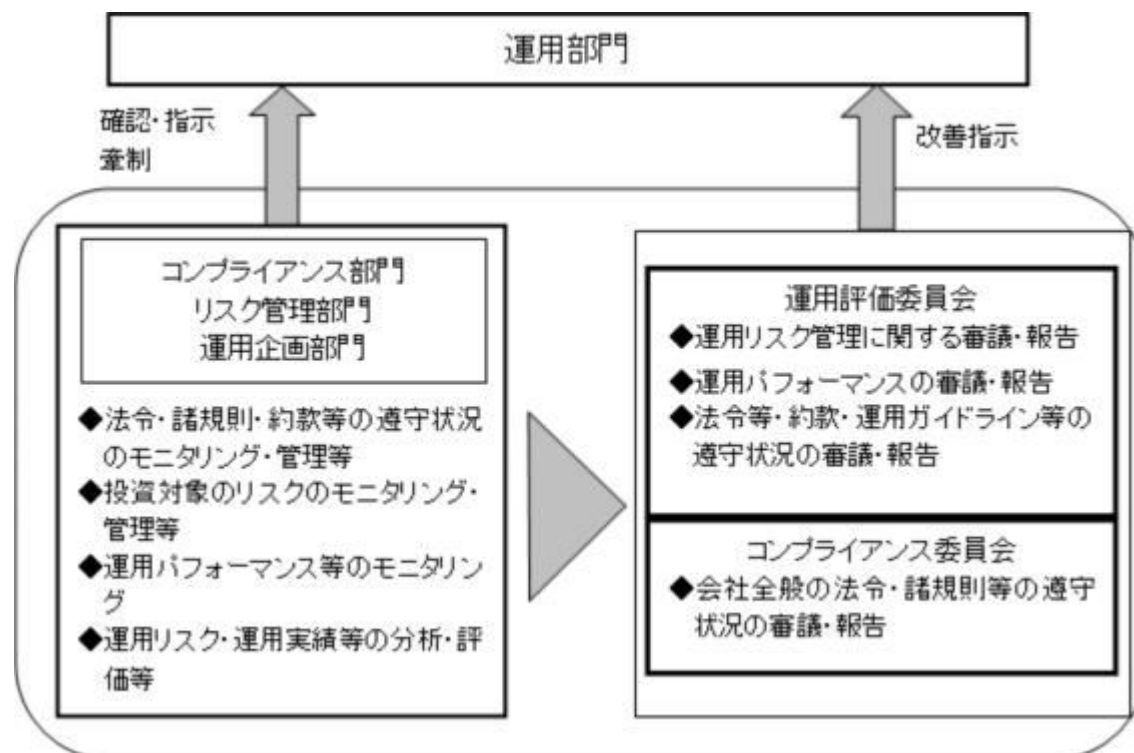 運用部門
確認・指示
牽制
改善指示
コンプライアンス部門
リスク管理部門
運用企画部門
◆法令・諸規則・約款等の遵守状況
のモニタリング・管理等
◆投資対象のリスクのモニタリング・
管理等
◆運用パフォーマンス等のモニタリン
グ
◆運用リスク・運用実績等の分析・評
価等
運用評価委員会
◆運用リスク管理に関する審議・報告
◆運用パフォーマンスの審議・報告
◆法令等・約款・運用ガイドライン等の
遵守状況の審議・報告
コンプライアンス委員会
◆会社全般の法令・諸規則等の遵守
状況の審議・報告